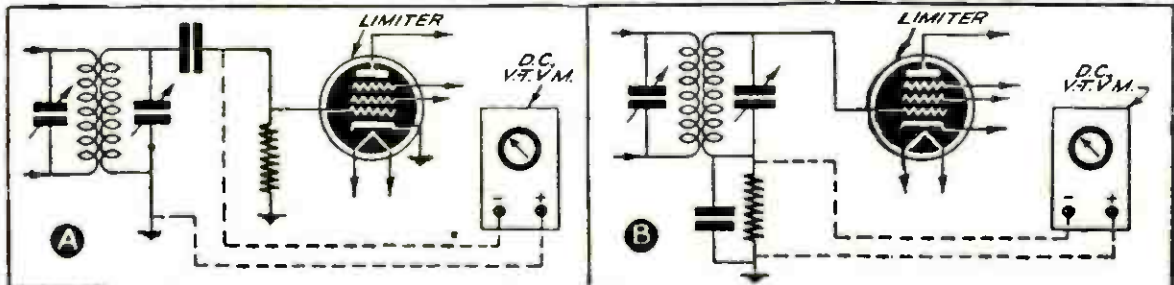 LIMITER
D.C.
V.T.V.M.
- +
A
LIMITER
D.C.
V.T.V.M.
- +
B